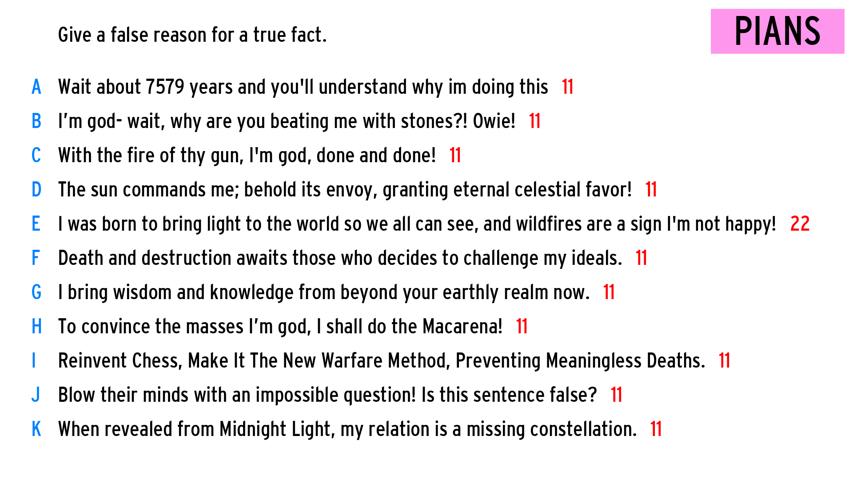 Give a false reason for a true fact.
PIANS
A Wait about 7579 years and you'll understand why im doing this 11
B I'm god- wait, why are you beating me with stones?! Owie! 11
C With the fire of thy gun, I'm god, done and done! 11
D The sun commands me; behold its envoy, granting eternal celestial favor! 11
E I was born to bring light to the world so we all can see, and wildfires are a sign I'm not happy! 22
F Death and destruction awaits those who decides to challenge my ideals. 11
G I bring wisdom and knowledge from beyond your earthly realm now. 11
H To convince the masses I'm god, I shall do the Macarena! 11
I Reinvent Chess, Make It The New Warfare Method, Preventing Meaningless Deaths. 11
J Blow their minds with an impossible question! Is this sentence false? 11
K When revealed from Midnight Light, my relation is a missing constellation. 11